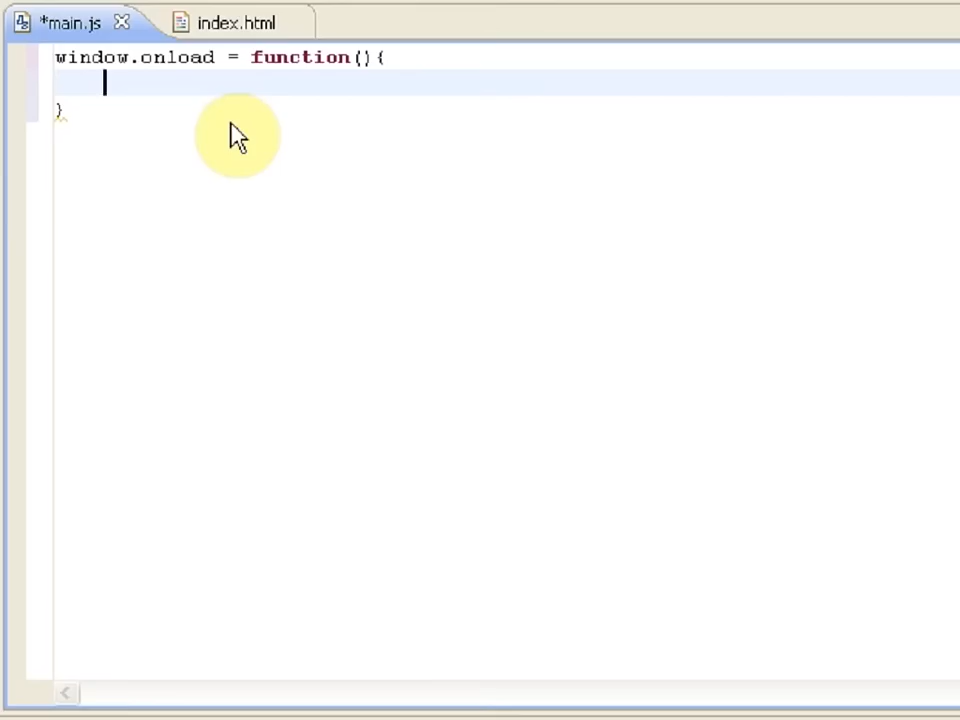 *main.js index.html
window.onload = function(){
}